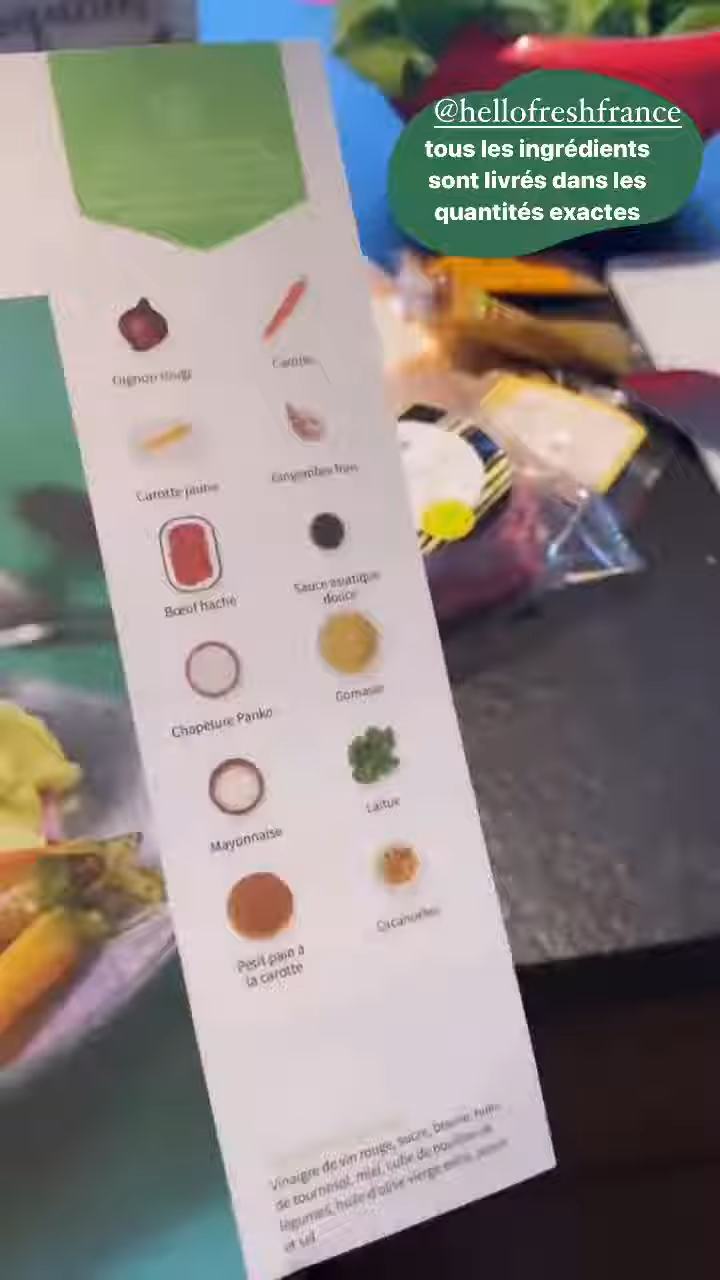 @hellofreshfrance
tous les ingrédients
sont livrés dans les
quantités exactes
Oignon rouge
Carotte
Carotte jaune
Gingembre frais
Bœuf haché
Sauce asiatique
douce
Chapelure Panko
Gomasio
Mayonnaise
Laitue
Petit pain à
la carotte
Cacahuètes
Vinaigre de vin rouge, sucre, beurre, huile
de tournesol, miel, cube de bouillon de
légumes, huile d'olive vierge extra, poivre
et sel